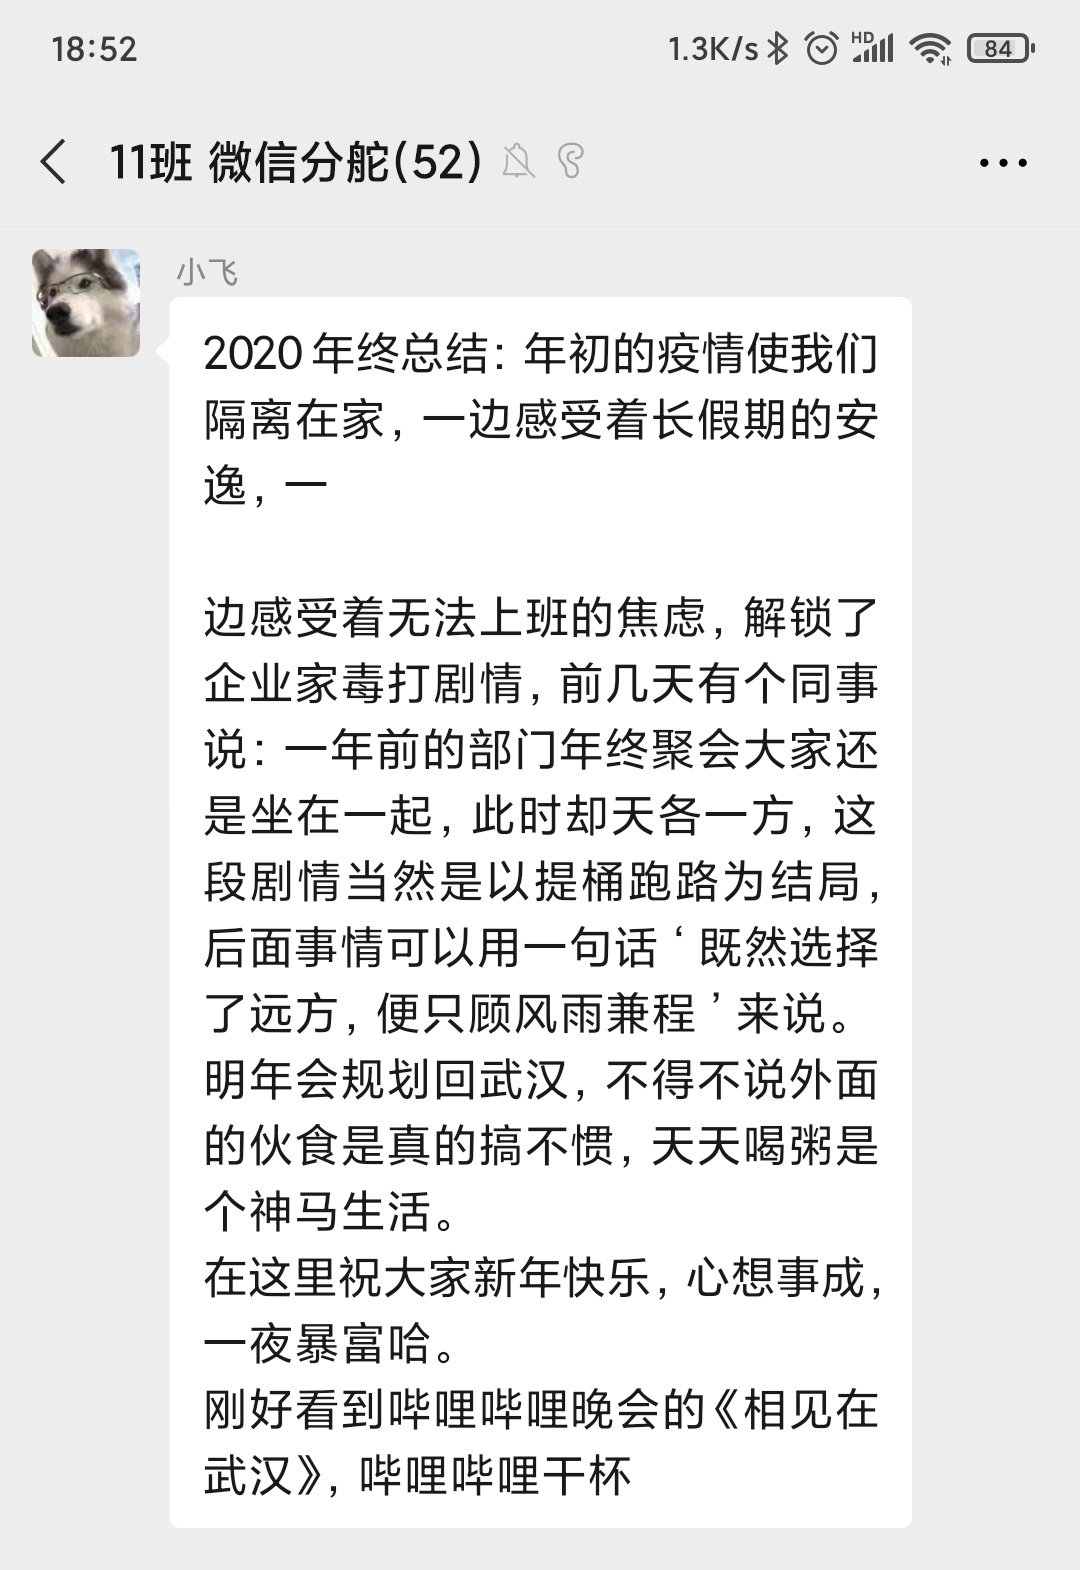 18:52
1.3K/s HD 84
11班 微信分舵(52)
小飞
2020年终总结：年初的疫情使我们
隔离在家，一边感受着长假期的安
逸，一
边感受着无法上班的焦虑，解锁了
企业家毒打剧情，前几天有个同事
说：一年前的部门年终聚会大家还
是坐在一起，此时却天各一方，这
段剧情当然是以提桶跑路为结局，
后面事情可以用一句话‘既然选择
了远方，便只顾风雨兼程’来说。
明年会规划回武汉，不得不说外面
的伙食是真的搞不惯，天天喝粥是
个神马生活。
在这里祝大家新年快乐，心想事成，
一夜暴富哈。
刚好看到哔哩哔哩晚会的《相见在
武汉》，哔哩哔哩干杯